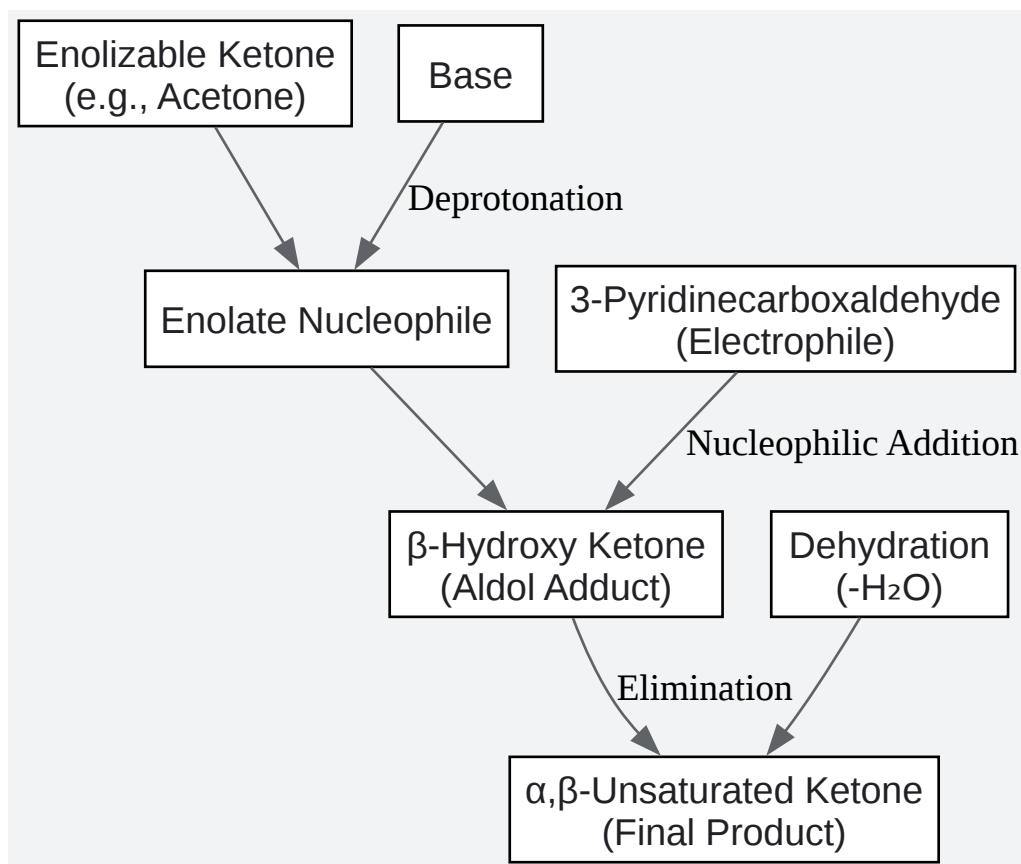 Enolizable Ketone
(e.g., Acetone)
Base
Deprotonation
Enolate Nucleophile
3-Pyridinecarboxaldehyde
(Electrophile)
Nucleophilic Addition
β-Hydroxy Ketone
(Aldol Adduct)
Dehydration
(-H₂O)
Elimination
α,β-Unsaturated Ketone
(Final Product)